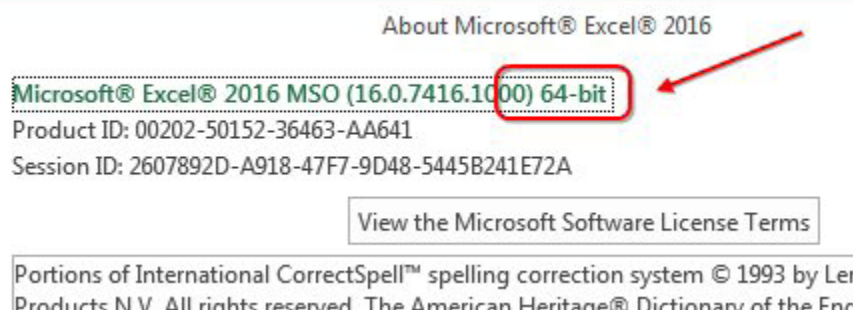 About Microsoft® Excel® 2016
Microsoft® Excel® 2016 MSO (16.0.7416.1000) 64-bit
Product ID: 00202-50152-36463-AA641
Session ID: 2607892D-A918-47F7-9D48-5445B241E72A
View the Microsoft Software License Terms
Portions of International CorrectSpell™ spelling correction system © 1993 by
Products N.V. All rights reserved. The American Heritage® Dictionary of the